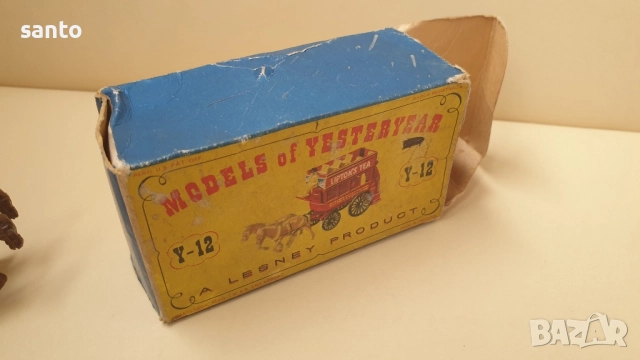 santo
MODELS of YESTERYEAR
LIPTON'S TEA
Y-12
Y-12
A LESNEY PRODUCT
BAZAR